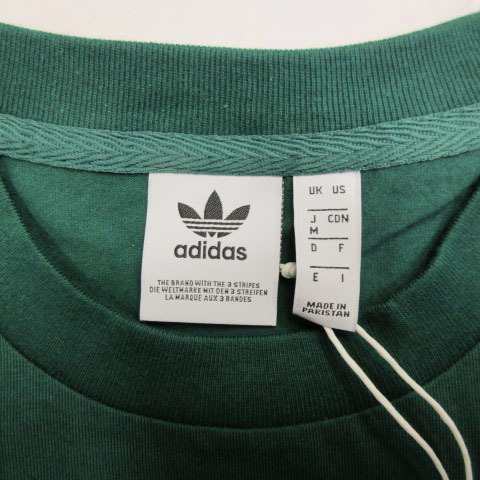 adidas
THE BRAND WITH THE 3 STRIPES
DIE WELTMARKE MIT DEN 3 STREIFEN
LA MARQUE AUX 3 BANDES
UK US
J CDN
M
D F
E I
MADE IN
PAKISTAN